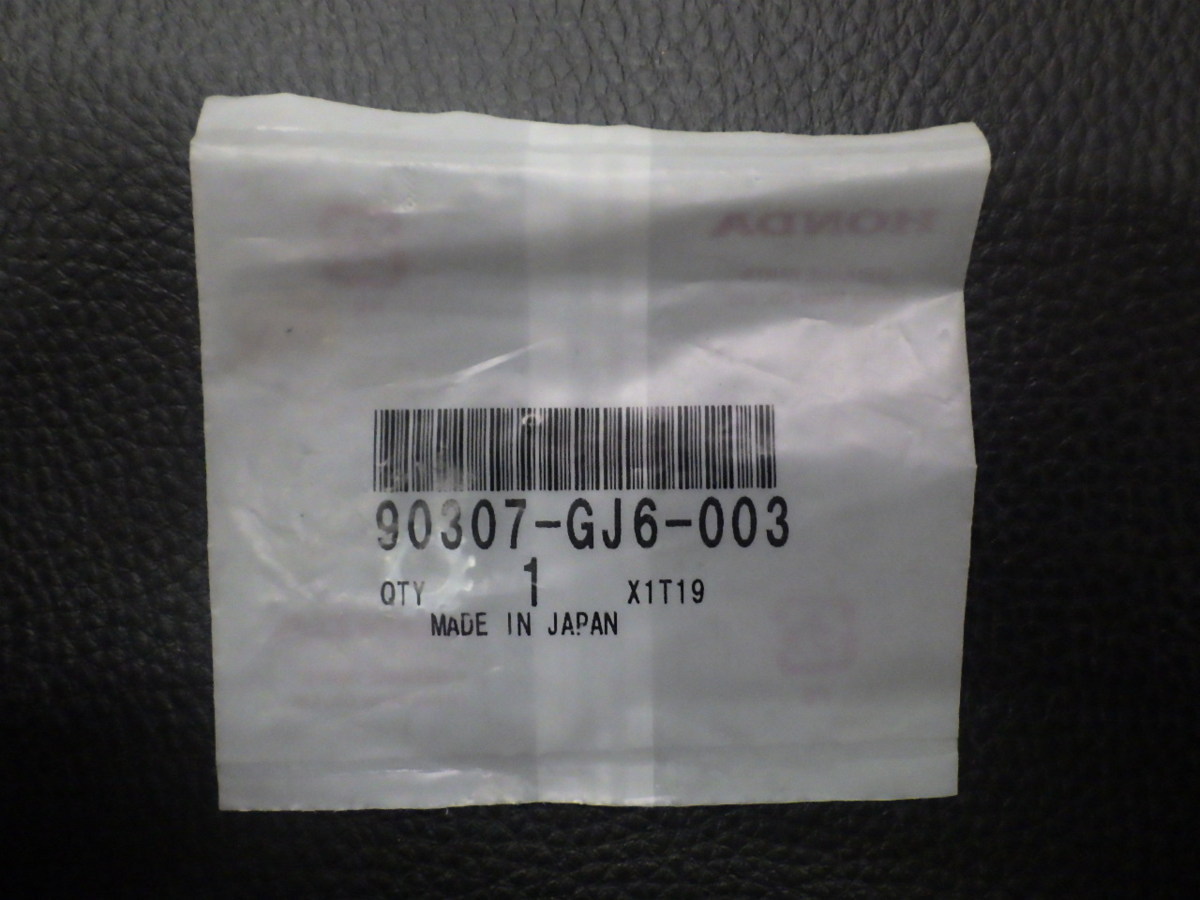 HONDA
90307-GJ6-003
QTY 1 X1T19
MADE IN JAPAN